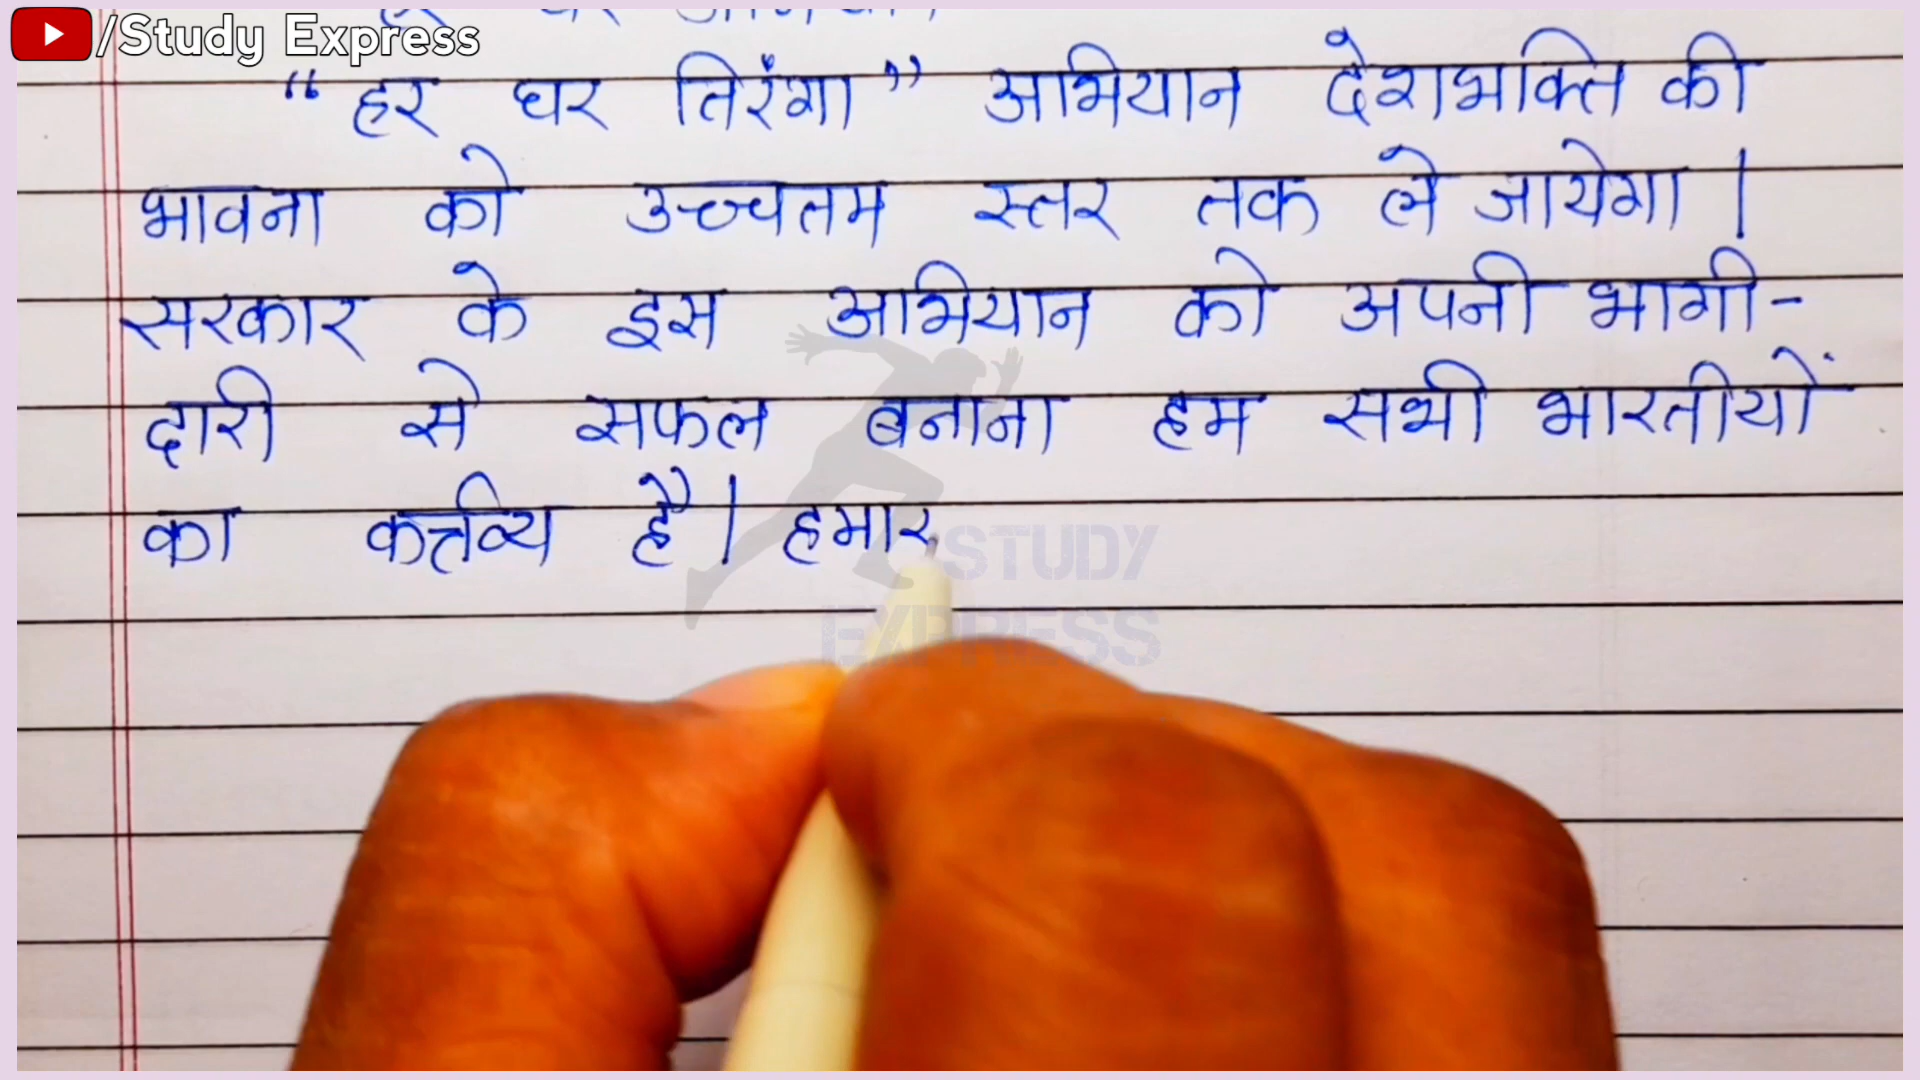 /Study Express
“हर घर तिरंगा” अभियान देशभक्ति की
भावना को उच्चतम स्तर तक ले जायेगा।
सरकार के इस अभियान को अपनी भागी-
दारी से सफल बनाना हम सभी भारतीयों
का कर्त्तव्य है। हमार
STUDY
EXPRESS